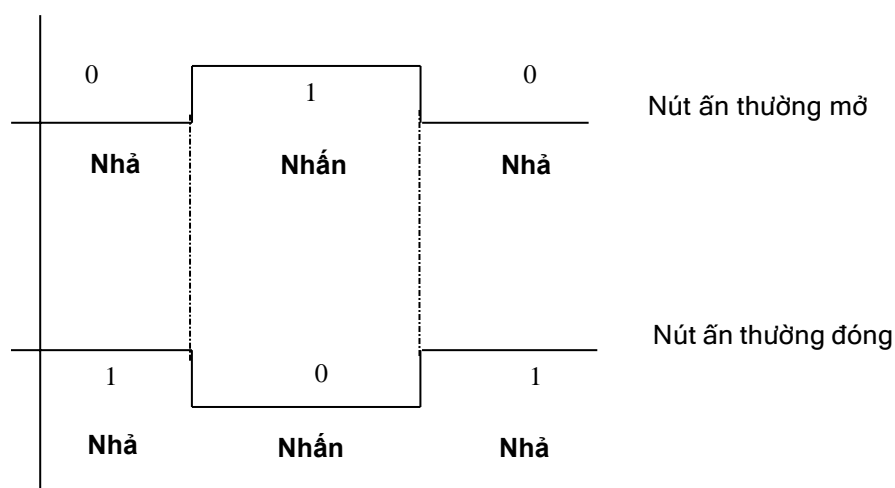 0 1 0
Nút ấn thường mở
Nhả Nhấn Nhả
Nút ấn thường đóng
1 0 1
Nhả Nhấn Nhả